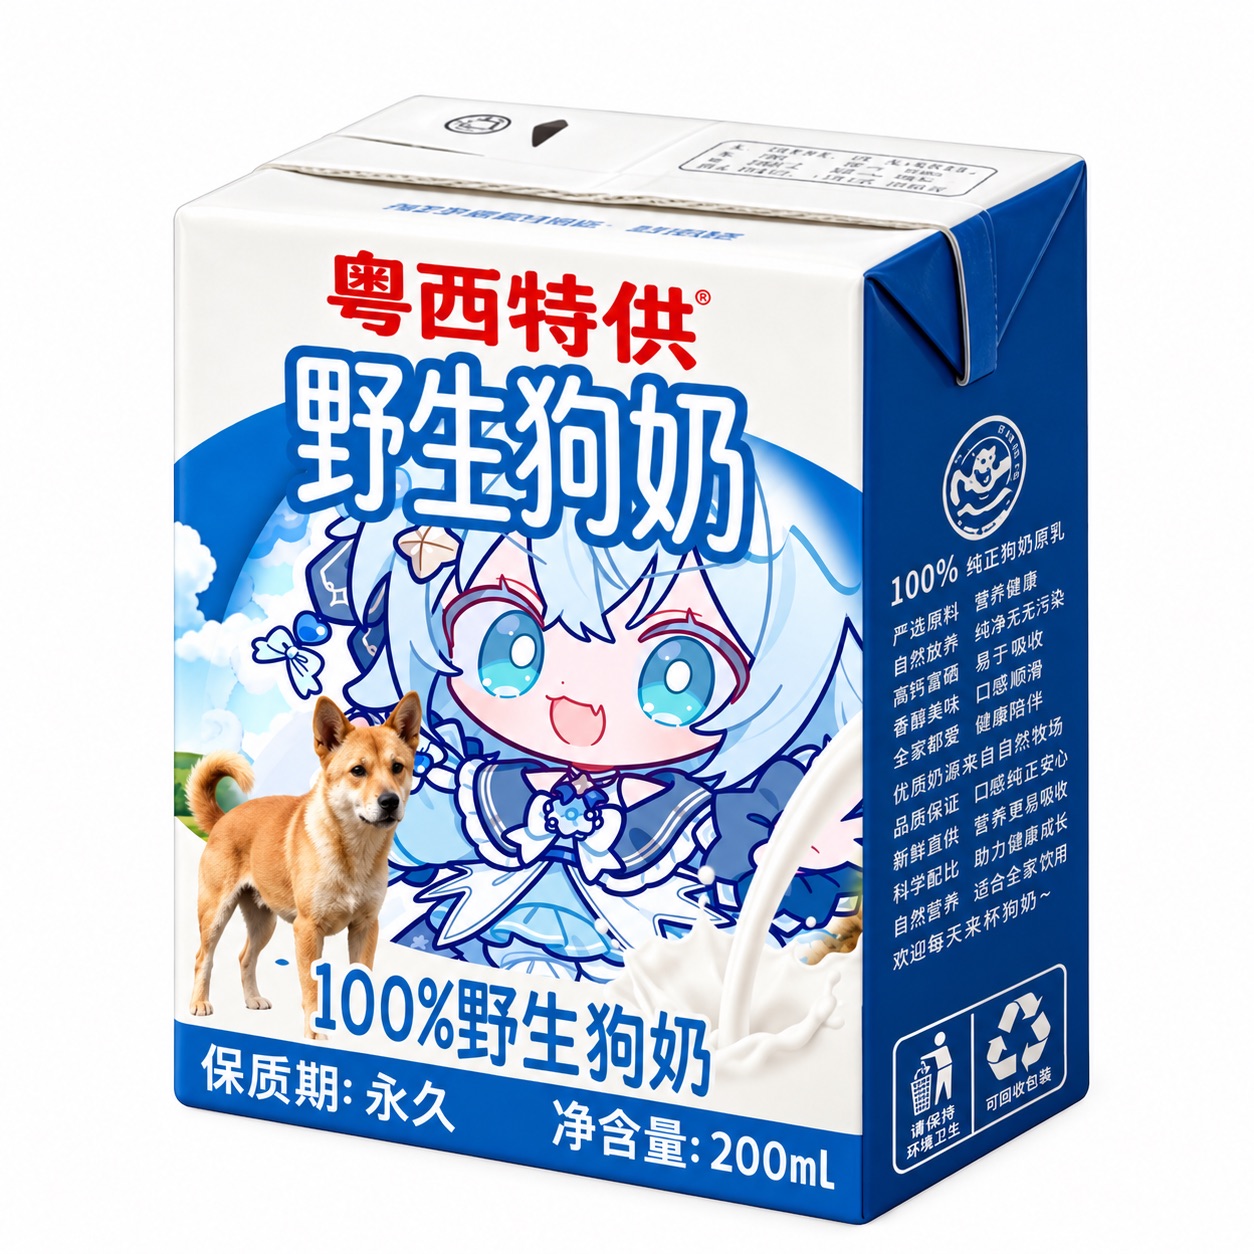 粤西特供®
野生狗奶
100%野生狗奶
保质期: 永久
净含量: 200mL
100% 纯正狗奶原乳
严选原料 营养健康
自然放养 纯净无无污染
高钙富硒 易于吸收
香醇美味 口感顺滑
全家都爱 健康陪伴
优质奶源来自自然牧场
品质保证 口感纯正安心
新鲜直供 营养更易吸收
科学配比 助力健康成长
自然营养 适合全家饮用
欢迎每天来杯狗奶~
请保持
环境卫生
可回收包装